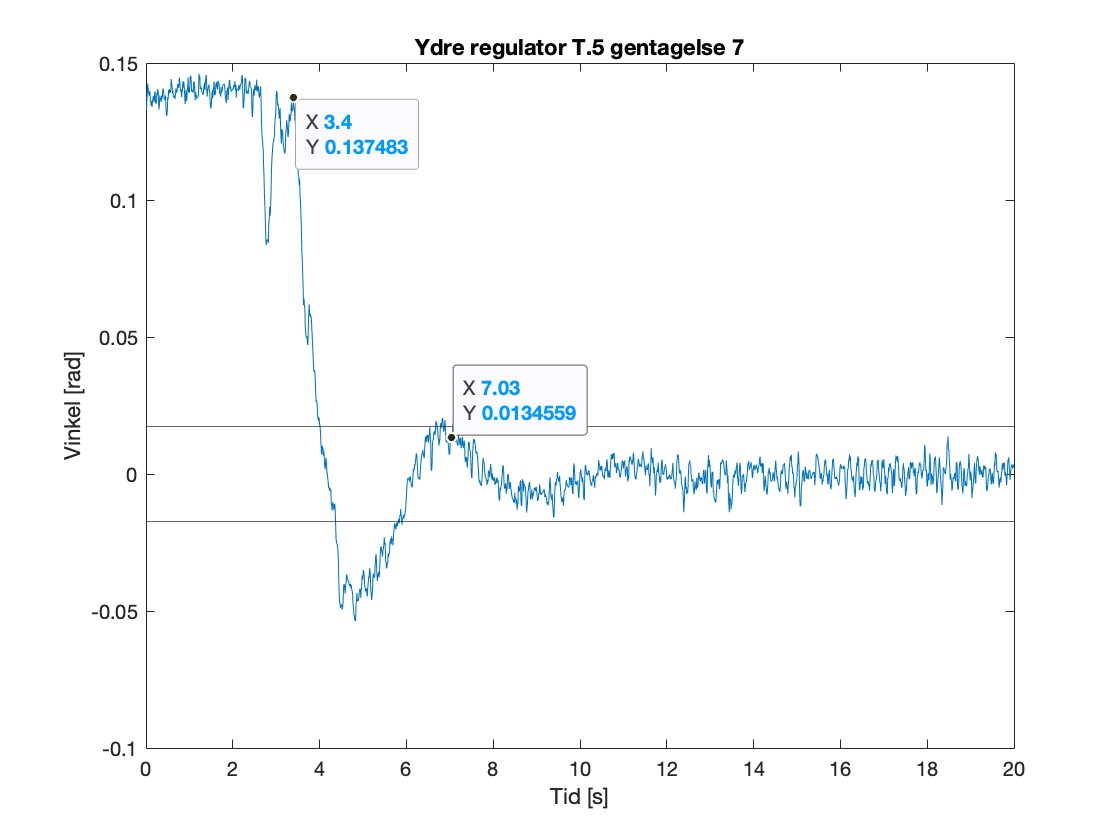 Ydre regulator T.5 gentagelse 7
0.15
0.1
0.05
0
-0.05
-0.1
Vinkel [rad]
X 3.4
Y 0.137483
X 7.03
Y 0.0134559
0 2 4 6 8 10 12 14 16 18 20
Tid [s]